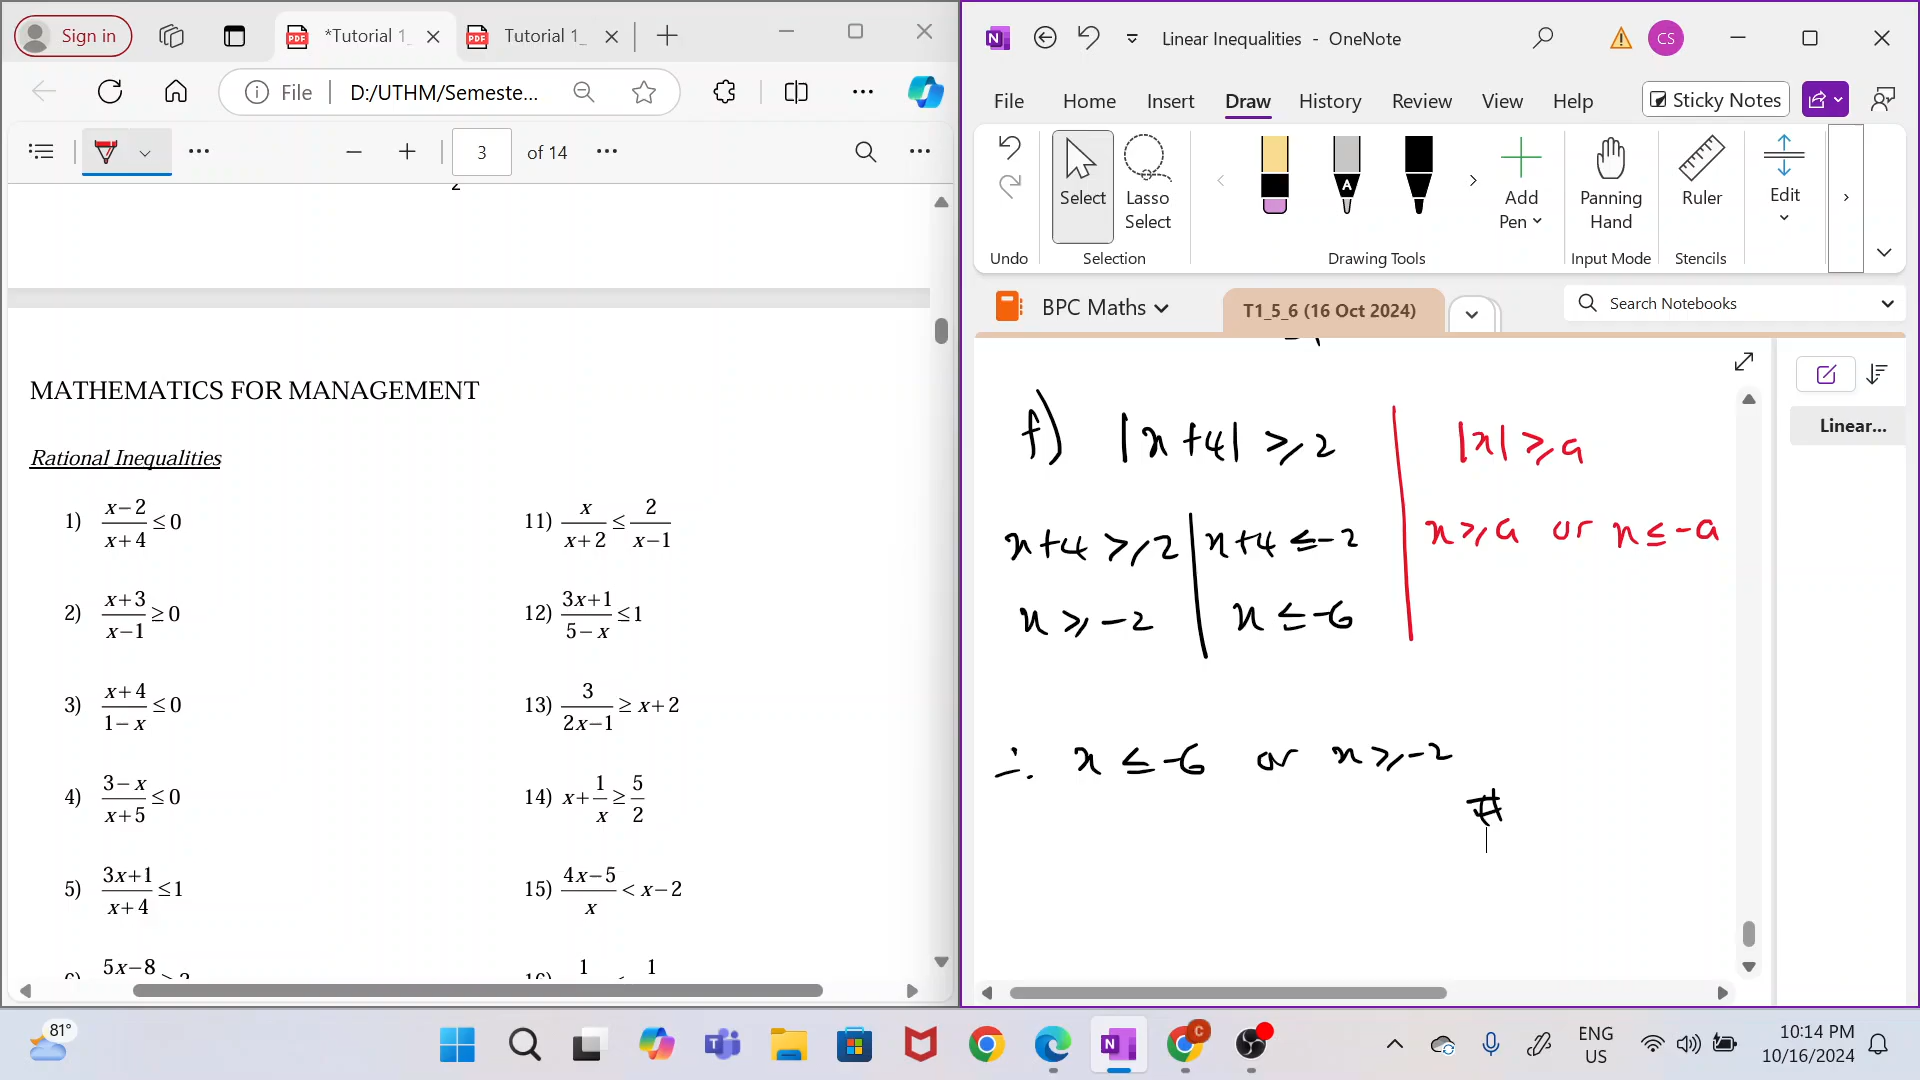 Sign in
*Tutorial 1_
Tutorial 1_
Linear Inequalities - OneNote
CS
File
D:/UTHM/Semeste...
3 of 14
File Home Insert Draw History Review View Help
Sticky Notes
Undo
Select
Lasso Select
Selection
Drawing Tools
Add Pen
Panning Hand
Input Mode
Ruler
Stencils
Edit
BPC Maths
T1_5_6 (16 Oct 2024)
Search Notebooks
Linear...
2
MATHEMATICS FOR MANAGEMENT
Rational Inequalities
1) (x−2)/(x+4) ≤ 0
2) (x+3)/(x−1) ≥ 0
3) (x+4)/(1−x) ≤ 0
4) (3−x)/(x+5) ≤ 0
5) (3x+1)/(x+4) ≤ 1
5x−8
11) x/(x+2) ≤ 2/(x−1)
12) (3x+1)/(5−x) ≤ 1
13) 3/(2x−1) ≥ x+2
14) x+1/x ≥ 5/2
15) (4x−5)/x < x−2
1 1
f) |x+4| ≥ 2
x+4 ≥ 2 | x+4 ≤ -2
x ≥ -2 | x ≤ -6
|x| ≥ a
x ≥ a or x ≤ -a
∴ x ≤ -6 or x ≥ -2
#
81°
ENG
US
10:14 PM
10/16/2024